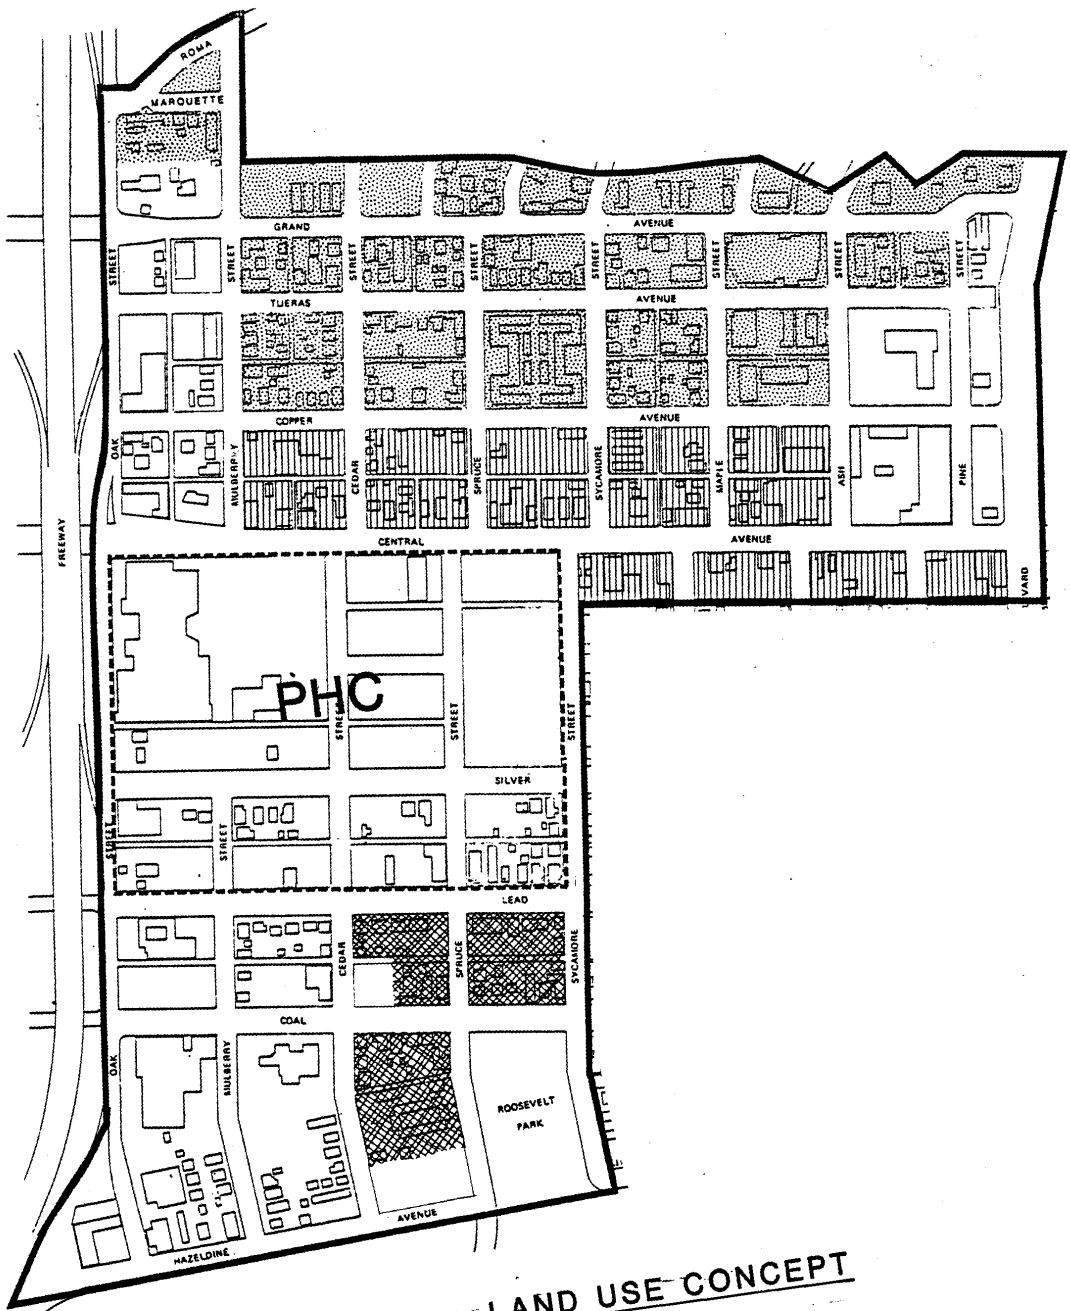 ROMA
MARQUETTE
GRAND
AVENUE
STREET
STREET
STREET
STREET
STREET
STREET
STREET
STREET
TIJERAS
AVENUE
COPPER
AVENUE
OAK
MULBERRY
CEDAR
SPRUCE
SYCAMORE
MAPLE
ASH
PINE
FREEWAY
CENTRAL
AVENUE
PHC
STREET
STREET
STREET
SILVER
STREET
STREET
LEAD
CEDAR
SPRUCE
SYCAMORE
COAL
OAK
MULBERRY
ROOSEVELT
PARK
AVENUE
HAZELDINE
LAND USE CONCEPT